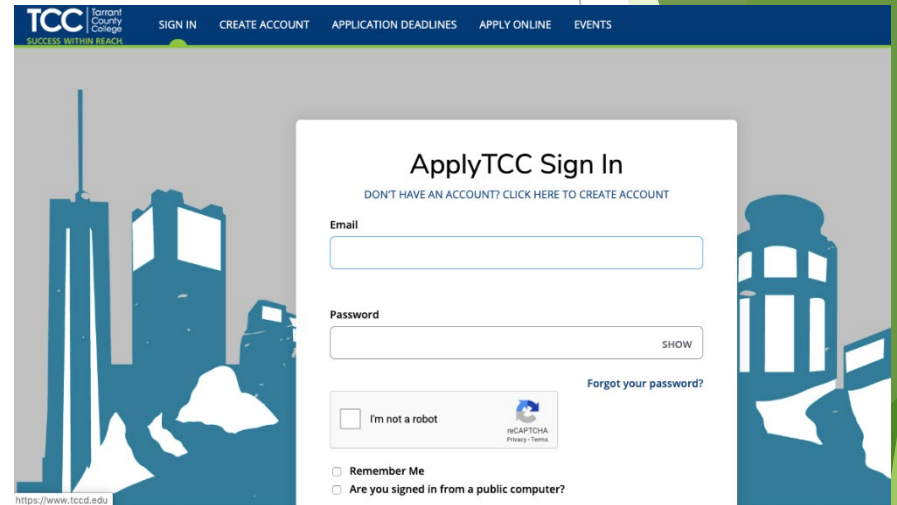 TCC Tarrant County College
SUCCESS WITHIN REACH.
SIGN IN CREATE ACCOUNT APPLICATION DEADLINES APPLY ONLINE EVENTS
ApplyTCC Sign In
DON'T HAVE AN ACCOUNT? CLICK HERE TO CREATE ACCOUNT
Email
Password
SHOW
Forgot your password?
I'm not a robot
reCAPTCHA
Privacy - Terms
Remember Me
Are you signed in from a public computer?
https://www.tccd.edu